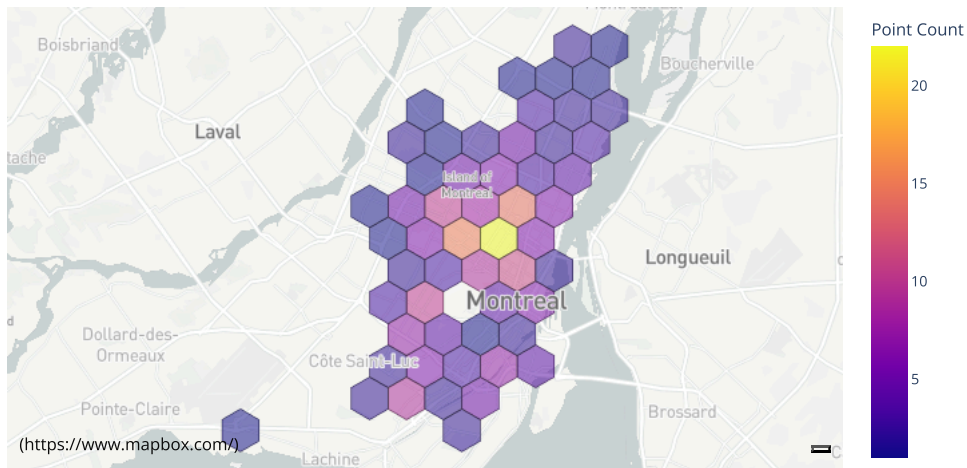 Point Count
Boisbriand
Boucherville
20
Laval
tache
15
Island of
Montreal
Longueuil
10
Montreal
d
Dollard-des-
Ormeaux
Côte Saint-Luc
5
Pointe-Claire
Brossard
(https://www.mapbox.com/)
Lachine
C